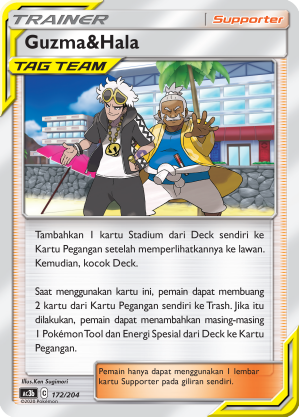 TRAINER
Supporter
Guzma&Hala
TAG TEAM
Tambahkan 1 kartu Stadium dari Deck sendiri ke
Kartu Pegangan setelah memperlihatkannya ke lawan.
Kemudian, kocok Deck.
Saat menggunakan kartu ini, pemain dapat membuang
2 kartu dari Kartu Pegangan sendiri ke Trash. Jika itu
dilakukan, pemain dapat menambahkan masing-masing
1 Pokémon Tool dan Energi Spesial dari Deck ke Kartu
Pegangan.
Pemain hanya dapat menggunakan 1 lembar
kartu Supporter pada giliran sendiri.
Illus.Ken Sugimori
AC3b C 172/204
©2020 Pokémon